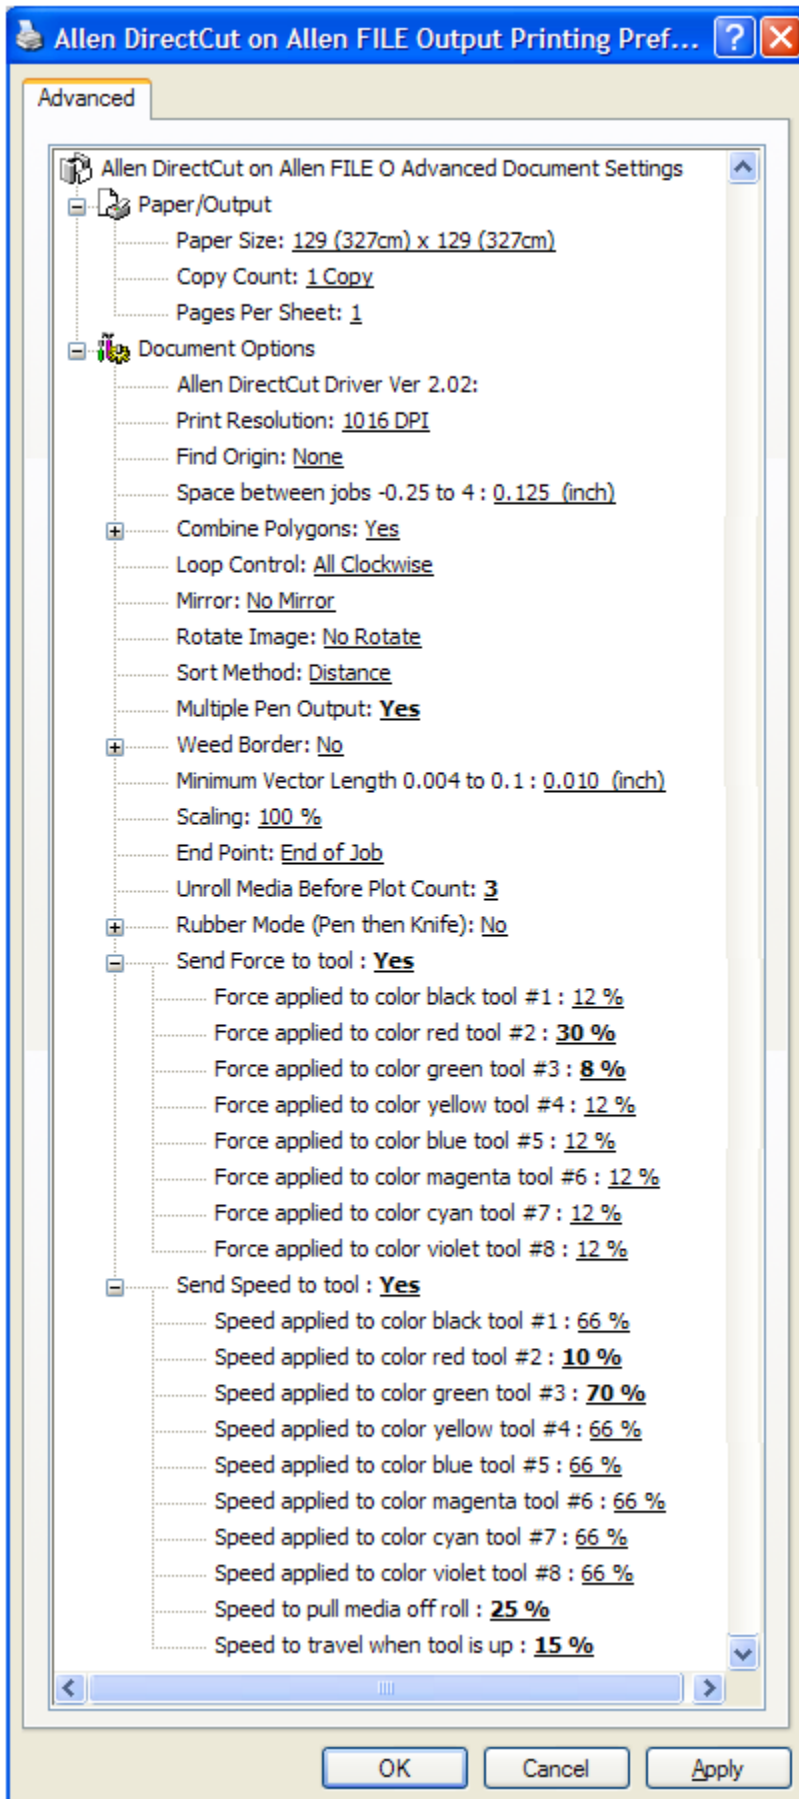 Allen DirectCut on Allen FILE Output Printing Pref...
Advanced
Allen DirectCut on Allen FILE O Advanced Document Settings
Paper/Output
Paper Size: 129 (327cm) x 129 (327cm)
Copy Count: 1 Copy
Pages Per Sheet: 1
Document Options
Allen DirectCut Driver Ver 2.02:
Print Resolution: 1016 DPI
Find Origin: None
Space between jobs -0.25 to 4 : 0.125 (inch)
Combine Polygons: Yes
Loop Control: All Clockwise
Mirror: No Mirror
Rotate Image: No Rotate
Sort Method: Distance
Multiple Pen Output: Yes
Weed Border: No
Minimum Vector Length 0.004 to 0.1 : 0.010 (inch)
Scaling: 100 %
End Point: End of Job
Unroll Media Before Plot Count: 3
Rubber Mode (Pen then Knife): No
Send Force to tool : Yes
Force applied to color black tool #1 : 12 %
Force applied to color red tool #2 : 30 %
Force applied to color green tool #3 : 8 %
Force applied to color yellow tool #4 : 12 %
Force applied to color blue tool #5 : 12 %
Force applied to color magenta tool #6 : 12 %
Force applied to color cyan tool #7 : 12 %
Force applied to color violet tool #8 : 12 %
Send Speed to tool : Yes
Speed applied to color black tool #1 : 66 %
Speed applied to color red tool #2 : 10 %
Speed applied to color green tool #3 : 70 %
Speed applied to color yellow tool #4 : 66 %
Speed applied to color blue tool #5 : 66 %
Speed applied to color magenta tool #6 : 66 %
Speed applied to color cyan tool #7 : 66 %
Speed applied to color violet tool #8 : 66 %
Speed to pull media off roll : 25 %
Speed to travel when tool is up : 15 %
OK Cancel Apply